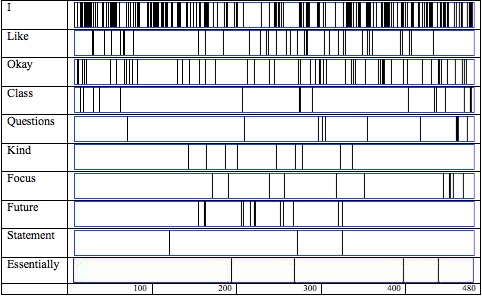 I
Like
Okay
Class
Questions
Kind
Focus
Future
Statement
Essentially
100 200 300 400 480